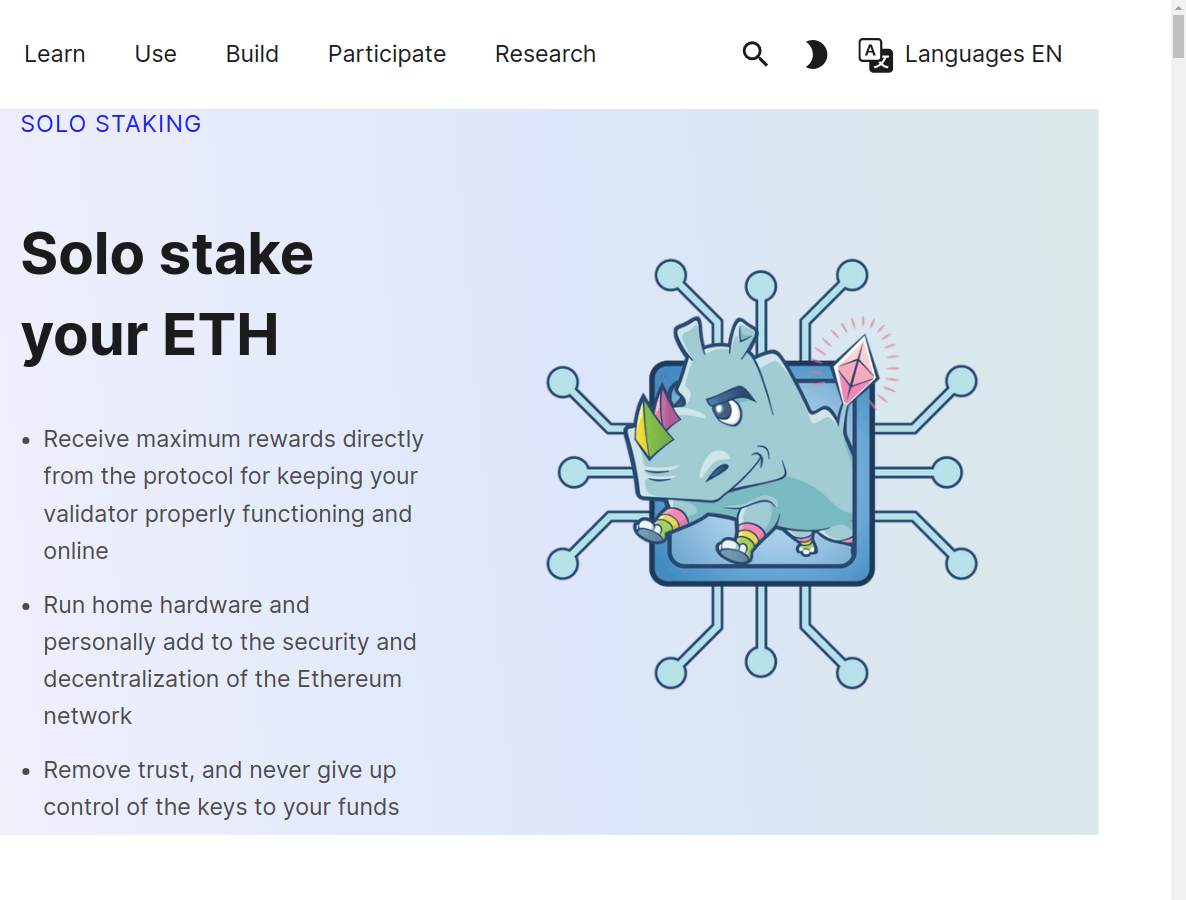 Learn Use Build Participate Research Languages EN
SOLO STAKING
Solo stake
your ETH
• Receive maximum rewards directly
from the protocol for keeping your
validator properly functioning and
online
• Run home hardware and
personally add to the security and
decentralization of the Ethereum
network
• Remove trust, and never give up
control of the keys to your funds